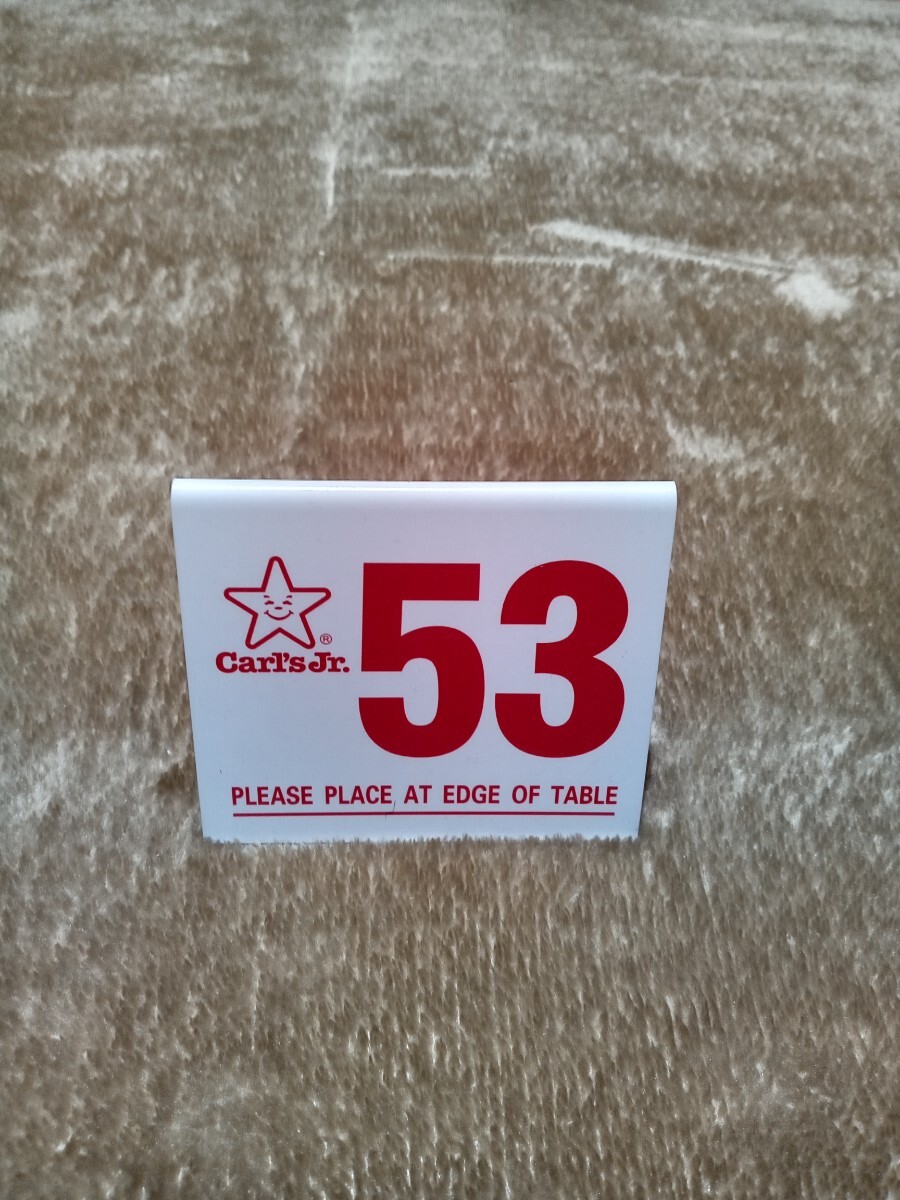 53
®
Carl's Jr.
PLEASE PLACE AT EDGE OF TABLE